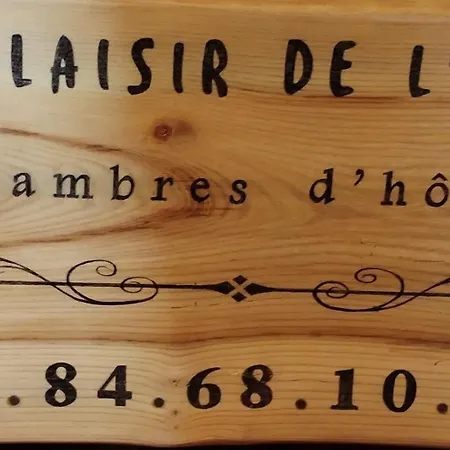 LAISIR DE L'
ambres d'hô
.84.68.10.